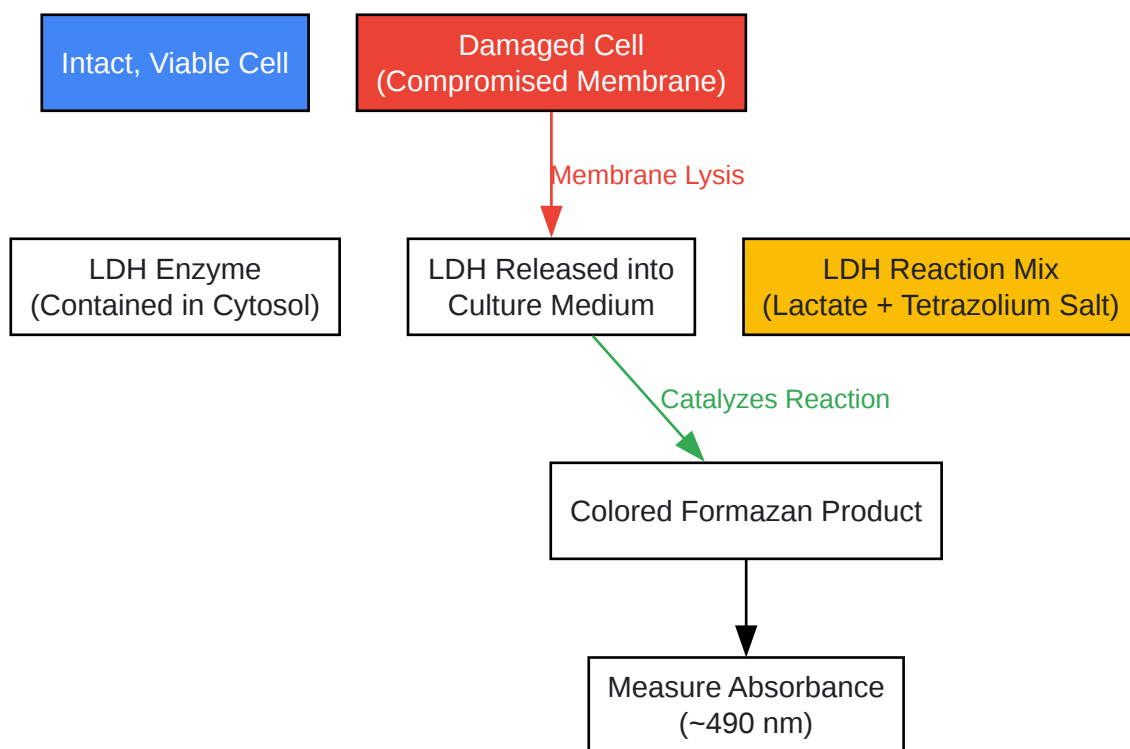 Intact, Viable Cell
Damaged Cell
(Compromised Membrane)
Membrane Lysis
LDH Enzyme
(Contained in Cytosol)
LDH Released into
Culture Medium
LDH Reaction Mix
(Lactate + Tetrazolium Salt)
Catalyzes Reaction
Colored Formazan Product
Measure Absorbance
(~490 nm)